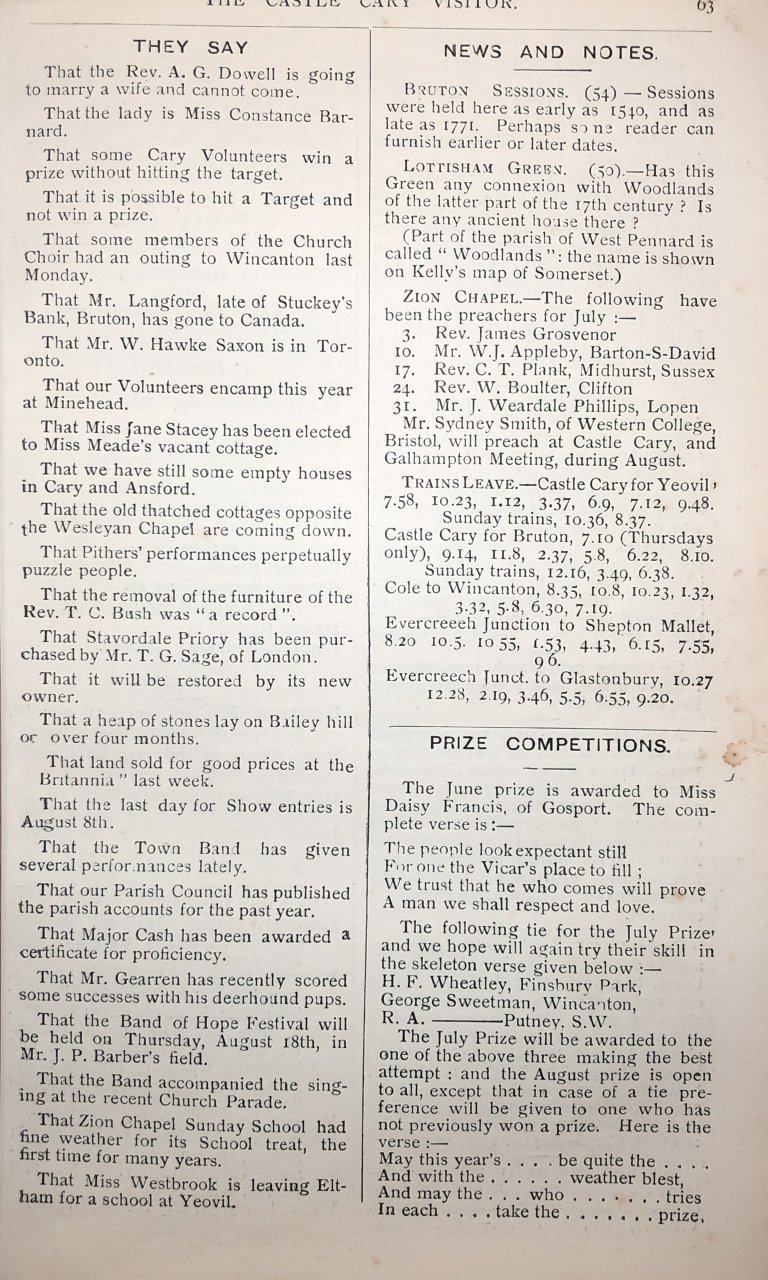 THE CASTLE CARY VISITOR.
63
THEY SAY
That the Rev. A. G. Dowell is going
to marry a wife and cannot come.
That the lady is Miss Constance Bar-
nard.
That some Cary Volunteers win a
prize without hitting the target.
That it is possible to hit a Target and
not win a prize.
That some members of the Church
Choir had an outing to Wincanton last
Monday.
That Mr. Langford, late of Stuckey's
Bank, Bruton, has gone to Canada.
That Mr. W. Hawke Saxon is in Tor-
onto.
That our Volunteers encamp this year
at Minehead.
That Miss Jane Stacey has been elected
to Miss Meade's vacant cottage.
That we have still some empty houses
in Cary and Ansford.
That the old thatched cottages opposite
the Wesleyan Chapel are coming down.
That Pithers' performances perpetually
puzzle people.
That the removal of the furniture of the
Rev. T. C. Bush was "a record".
That Stavordale Priory has been pur-
chased by Mr. T. G. Sage, of London.
That it will be restored by its new
owner.
That a heap of stones lay on Bailey hill
or over four months.
That land sold for good prices at the
Britannia" last week.
That the last day for Show entries is
August 8th.
That the Town Band has given
several performances lately.
That our Parish Council has published
the parish accounts for the past year.
That Major Cash has been awarded a
certificate for proficiency.
That Mr. Gearren has recently scored
some successes with his deerhound pups.
That the Band of Hope Festival will
be held on Thursday, August 18th, in
Mr. J. P. Barber's field.
That the Band accompanied the sing-
ing at the recent Church Parade.
That Zion Chapel Sunday School had
fine weather for its School treat, the
first time for many years.
That Miss Westbrook is leaving Elt-
ham for a school at Yeovil.
NEWS AND NOTES.
BRUTON SESSIONS. (54) — Sessions
were held here as early as 1540, and as
late as 1771. Perhaps some reader can
furnish earlier or later dates.
LOTTISHAM GREEN. (50).—Has this
Green any connexion with Woodlands
of the latter part of the 17th century ? Is
there any ancient house there ?
(Part of the parish of West Pennard is
called " Woodlands ": the name is shown
on Kelly's map of Somerset.)
ZION CHAPEL.—The following have
been the preachers for July :—
3. Rev. James Grosvenor
10. Mr. W.J. Appleby, Barton-S-David
17. Rev. C. T. Plank, Midhurst, Sussex
24. Rev. W. Boulter, Clifton
31. Mr. J. Weardale Phillips, Lopen
Mr. Sydney Smith, of Western College,
Bristol, will preach at Castle Cary, and
Galhampton Meeting, during August.
TRAINS LEAVE.—Castle Cary for Yeovil,
7.58, 10.23, 1.12, 3.37, 6.9, 7.12, 9.48.
Sunday trains, 10.36, 8.37.
Castle Cary for Bruton, 7.10 (Thursdays
only), 9.14, 11.8, 2.37, 5.8, 6.22, 8.10.
Sunday trains, 12.16, 3.49, 6.38.
Cole to Wincanton, 8.35, 10.8, 10.23, 1.32,
3.32, 5.8, 6.30, 7.19.
Evercreeeh Junction to Shepton Mallet,
8.20 10.5. 10 55, 1.53, 4.43, 6.15, 7.55,
9 6.
Evercreech Junct. to Glastonbury, 10.27
12.28, 2.19, 3.46, 5.5, 6.55, 9.20.
PRIZE COMPETITIONS.
The June prize is awarded to Miss
Daisy Francis, of Gosport. The com-
plete verse is :—
The people look expectant still
For one the Vicar's place to fill ;
We trust that he who comes will prove
A man we shall respect and love.
The following tie for the July Prize,
and we hope will again try their skill in
the skeleton verse given below :—
H. F. Wheatley, Finsbury Park,
George Sweetman, Wincanton,
R. A. ———Putney, S.W.
The July Prize will be awarded to the
one of the above three making the best
attempt : and the August prize is open
to all, except that in case of a tie pre-
ference will be given to one who has
not previously won a prize. Here is the
verse :—
May this year's . . . . be quite the . . . .
And with the . . . . . . weather blest,
And may the . . . who . . . . . . . tries
In each . . . . take the . . . . . . . prize,